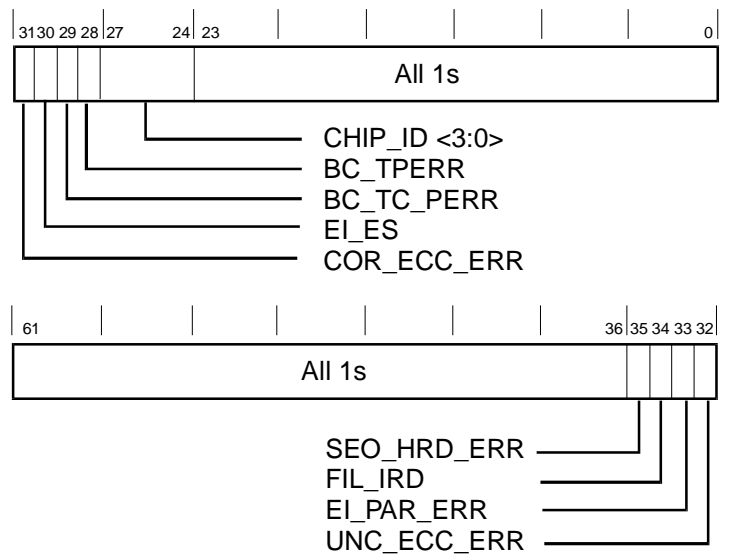 31 30 29 28 27 24 23 0
All 1s
CHIP_ID <3:0>
BC_TPERR
BC_TC_PERR
EI_ES
COR_ECC_ERR
61 36 35 34 33 32
All 1s
SEO_HRD_ERR
FIL_IRD
EI_PAR_ERR
UNC_ECC_ERR